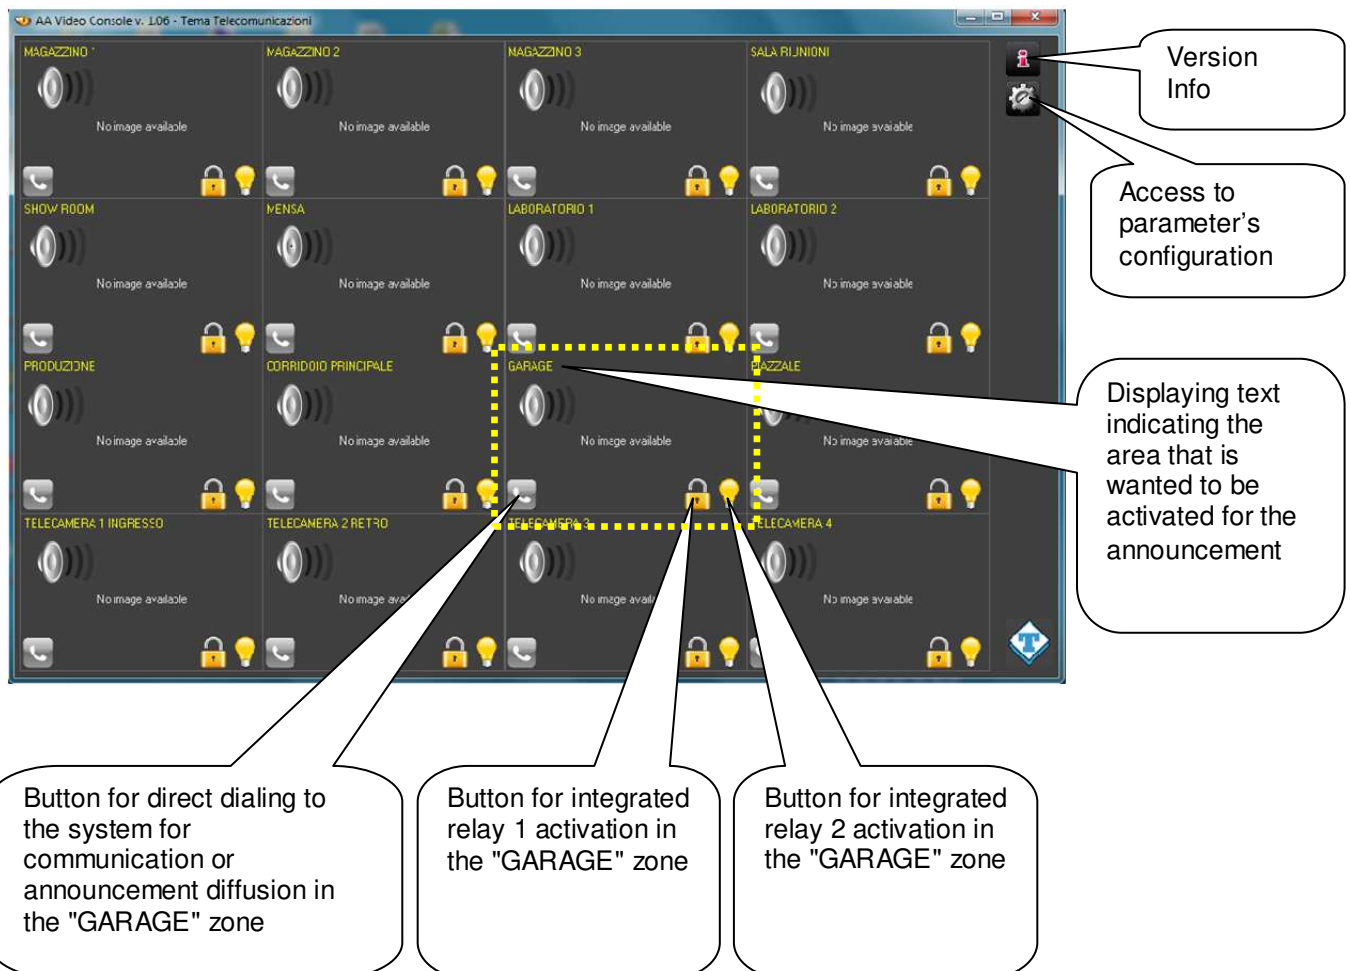 AA Video Console v. 1.06 - Tema Telecomunicazioni
MAGAZZINO 1
MAGAZZINO 2
MAGAZZINO 3
SALA RIUNIONI
No image available
No image available
No image available
No image available
SHOW ROOM
MENSA
LABORATORIO 1
LABORATORIO 2
No image available
No image available
No image available
No image available
PRODUZIONE
CORRIDOIO PRINCIPALE
GARAGE
PIAZZALE
No image available
No image available
No image available
No image available
TELECAMERA 1 INGRESSO
TELECAMERA 2 RETRO
TELECAMERA 3
TELECAMERA 4
No image available
No image
No image
No image available
T
Version
Info
Access to
parameter's
configuration
Displaying text
indicating the
area that is
wanted to be
activated for the
announcement
Button for direct dialing to
the system for
communication or
announcement diffusion in
the "GARAGE" zone
Button for integrated
relay 1 activation in
the "GARAGE" zone
Button for integrated
relay 2 activation in
the "GARAGE" zone